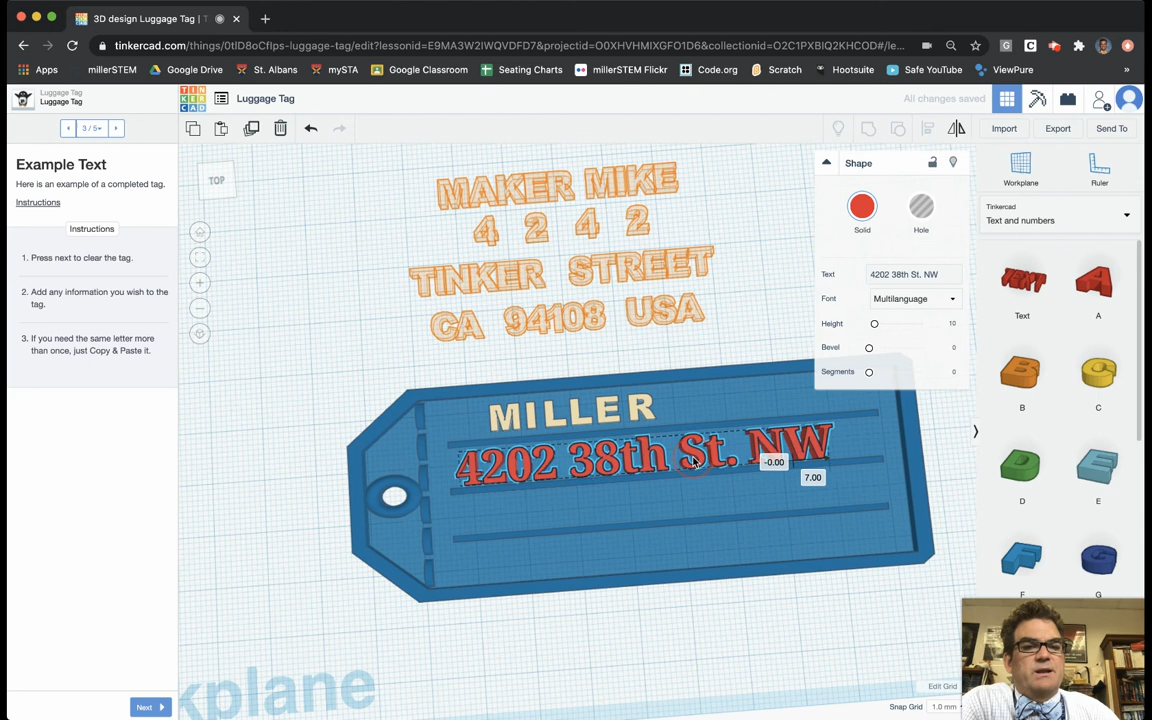 3D design Luggage Tag | T
tinkercad.com/things/0tlD8oCfIps-luggage-tag/edit?lessonid=E9MA3W2IWQVDFD7&projectid=O0XHVHMIXGFO1D6&collectionid=O2C1PXBIQ2KHCOD#/le...
Apps millerSTEM Google Drive St. Albans mySTA Google Classroom Seating Charts millerSTEM Flickr Code.org Scratch Hootsuite Safe YouTube ViewPure »
Luggage Tag
Luggage Tag
TINKERCAD
Luggage Tag
All changes saved
3 / 5
Import Export Send To
Example Text
Here is an example of a completed tag.
Instructions
Instructions
1. Press next to clear the tag.
2. Add any information you wish to the
tag.
3. If you need the same letter more
than once, just Copy & Paste it.
Next
TOP
MAKER MIKE
4 2 4 2
TINKER STREET
CA 94108 USA
MILLER
4202 38th St. NW
-0.00
7.00
kplane
Shape
Solid Hole
Text 4202 38th St. NW
Font Multilanguage
Height 10
Bevel 0
Segments 0
Workplane Ruler
Tinkercad
Text and numbers
TEXT A
Text A
B C
B C
D E
D E
F G
F G
Edit Grid
Snap Grid 1.0 mm